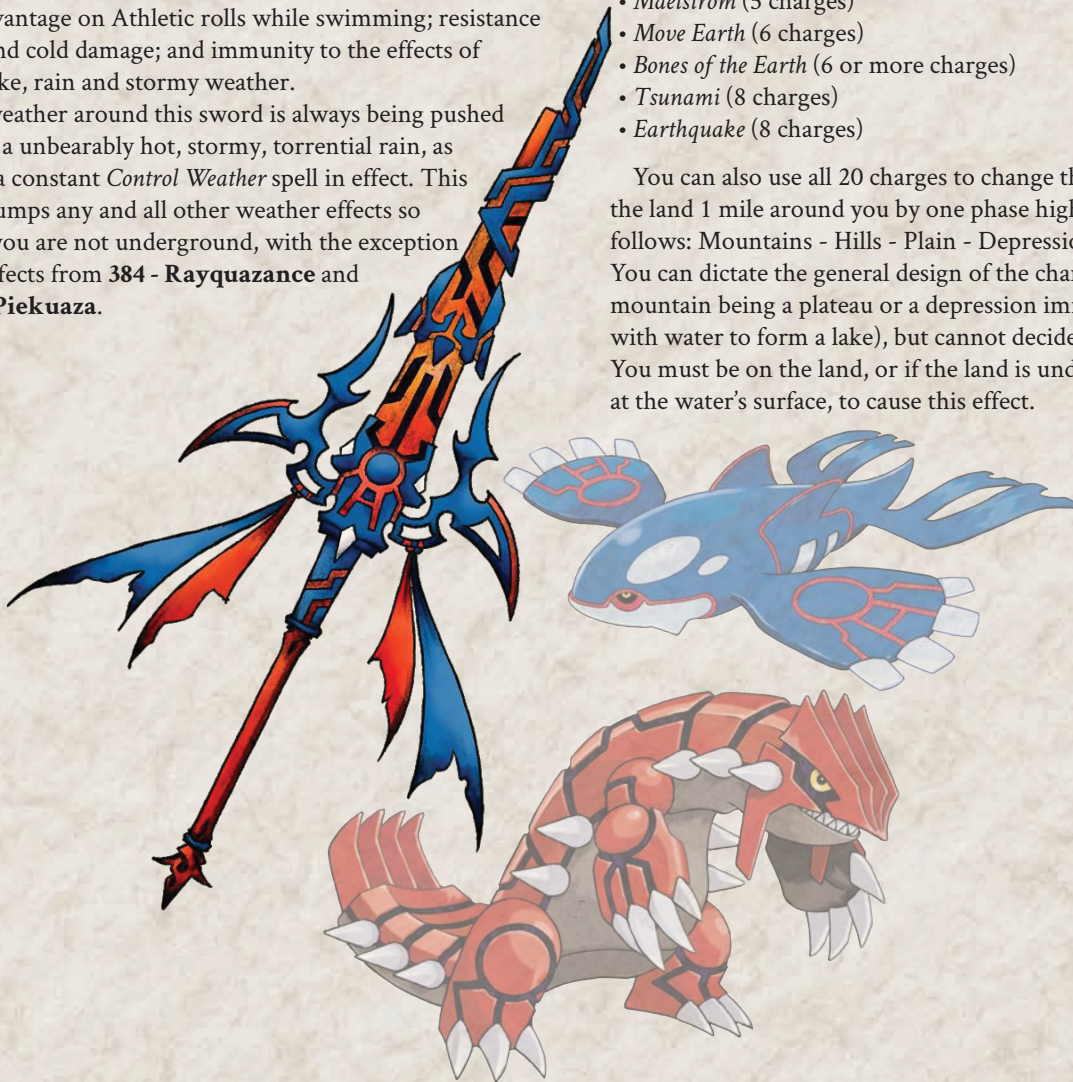 vantage on Athletic rolls while swimming; resistance
nd cold damage; and immunity to the effects of
ke, rain and stormy weather.
weather around this sword is always being pushed
a unbearably hot, stormy, torrential rain, as
a constant Control Weather spell in effect. This
umps any and all other weather effects so
you are not underground, with the exception
ffects from 384 - Rayquazance and
Piekuaza.
• Maelstrom (5 charges)
• Move Earth (6 charges)
• Bones of the Earth (6 or more charges)
• Tsunami (8 charges)
• Earthquake (8 charges)
You can also use all 20 charges to change th
the land 1 mile around you by one phase high
follows: Mountains - Hills - Plain - Depressio
You can dictate the general design of the char
mountain being a plateau or a depression im
with water to form a lake), but cannot decide
You must be on the land, or if the land is und
at the water's surface, to cause this effect.